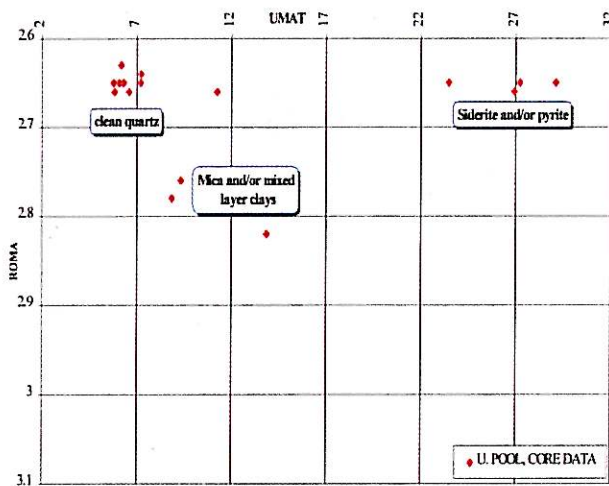 UMAT
2
7
12
17
22
27
32
2.6
2.7
2.8
2.9
3
3.1
ROMA
clean quartz
Siderite and/or pyrite
Mica and/or mixed
layer clays
U. POOL, CORE DATA